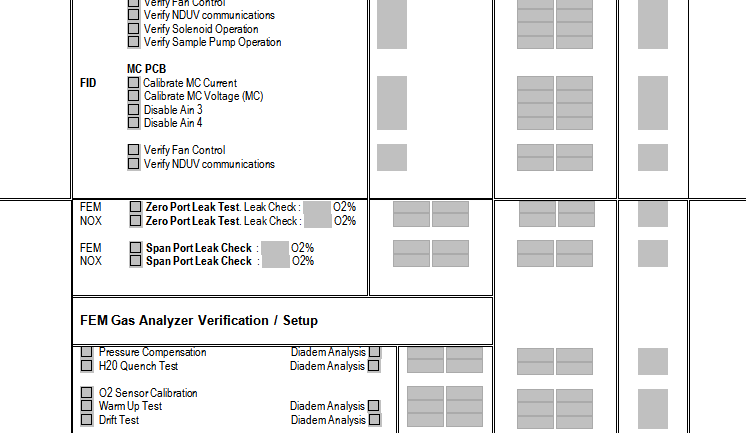 Verify Fan Control
Verify NDUV communications
Verify Solenoid Operation
Verify Sample Pump Operation
MC PCB
FID Calibrate MC Current
Calibrate MC Voltage (MC)
Disable Ain 3
Disable Ain 4
Verify Fan Control
Verify NDUV communications
FEM Zero Port Leak Test. Leak Check : O2%
NOX Zero Port Leak Test. Leak Check : O2%
FEM Span Port Leak Check : O2%
NOX Span Port Leak Check : O2%
FEM Gas Analyzer Verification / Setup
Pressure Compensation Diadem Analysis
H20 Quench Test Diadem Analysis
O2 Sensor Calibration
Warm Up Test Diadem Analysis
Drift Test Diadem Analysis